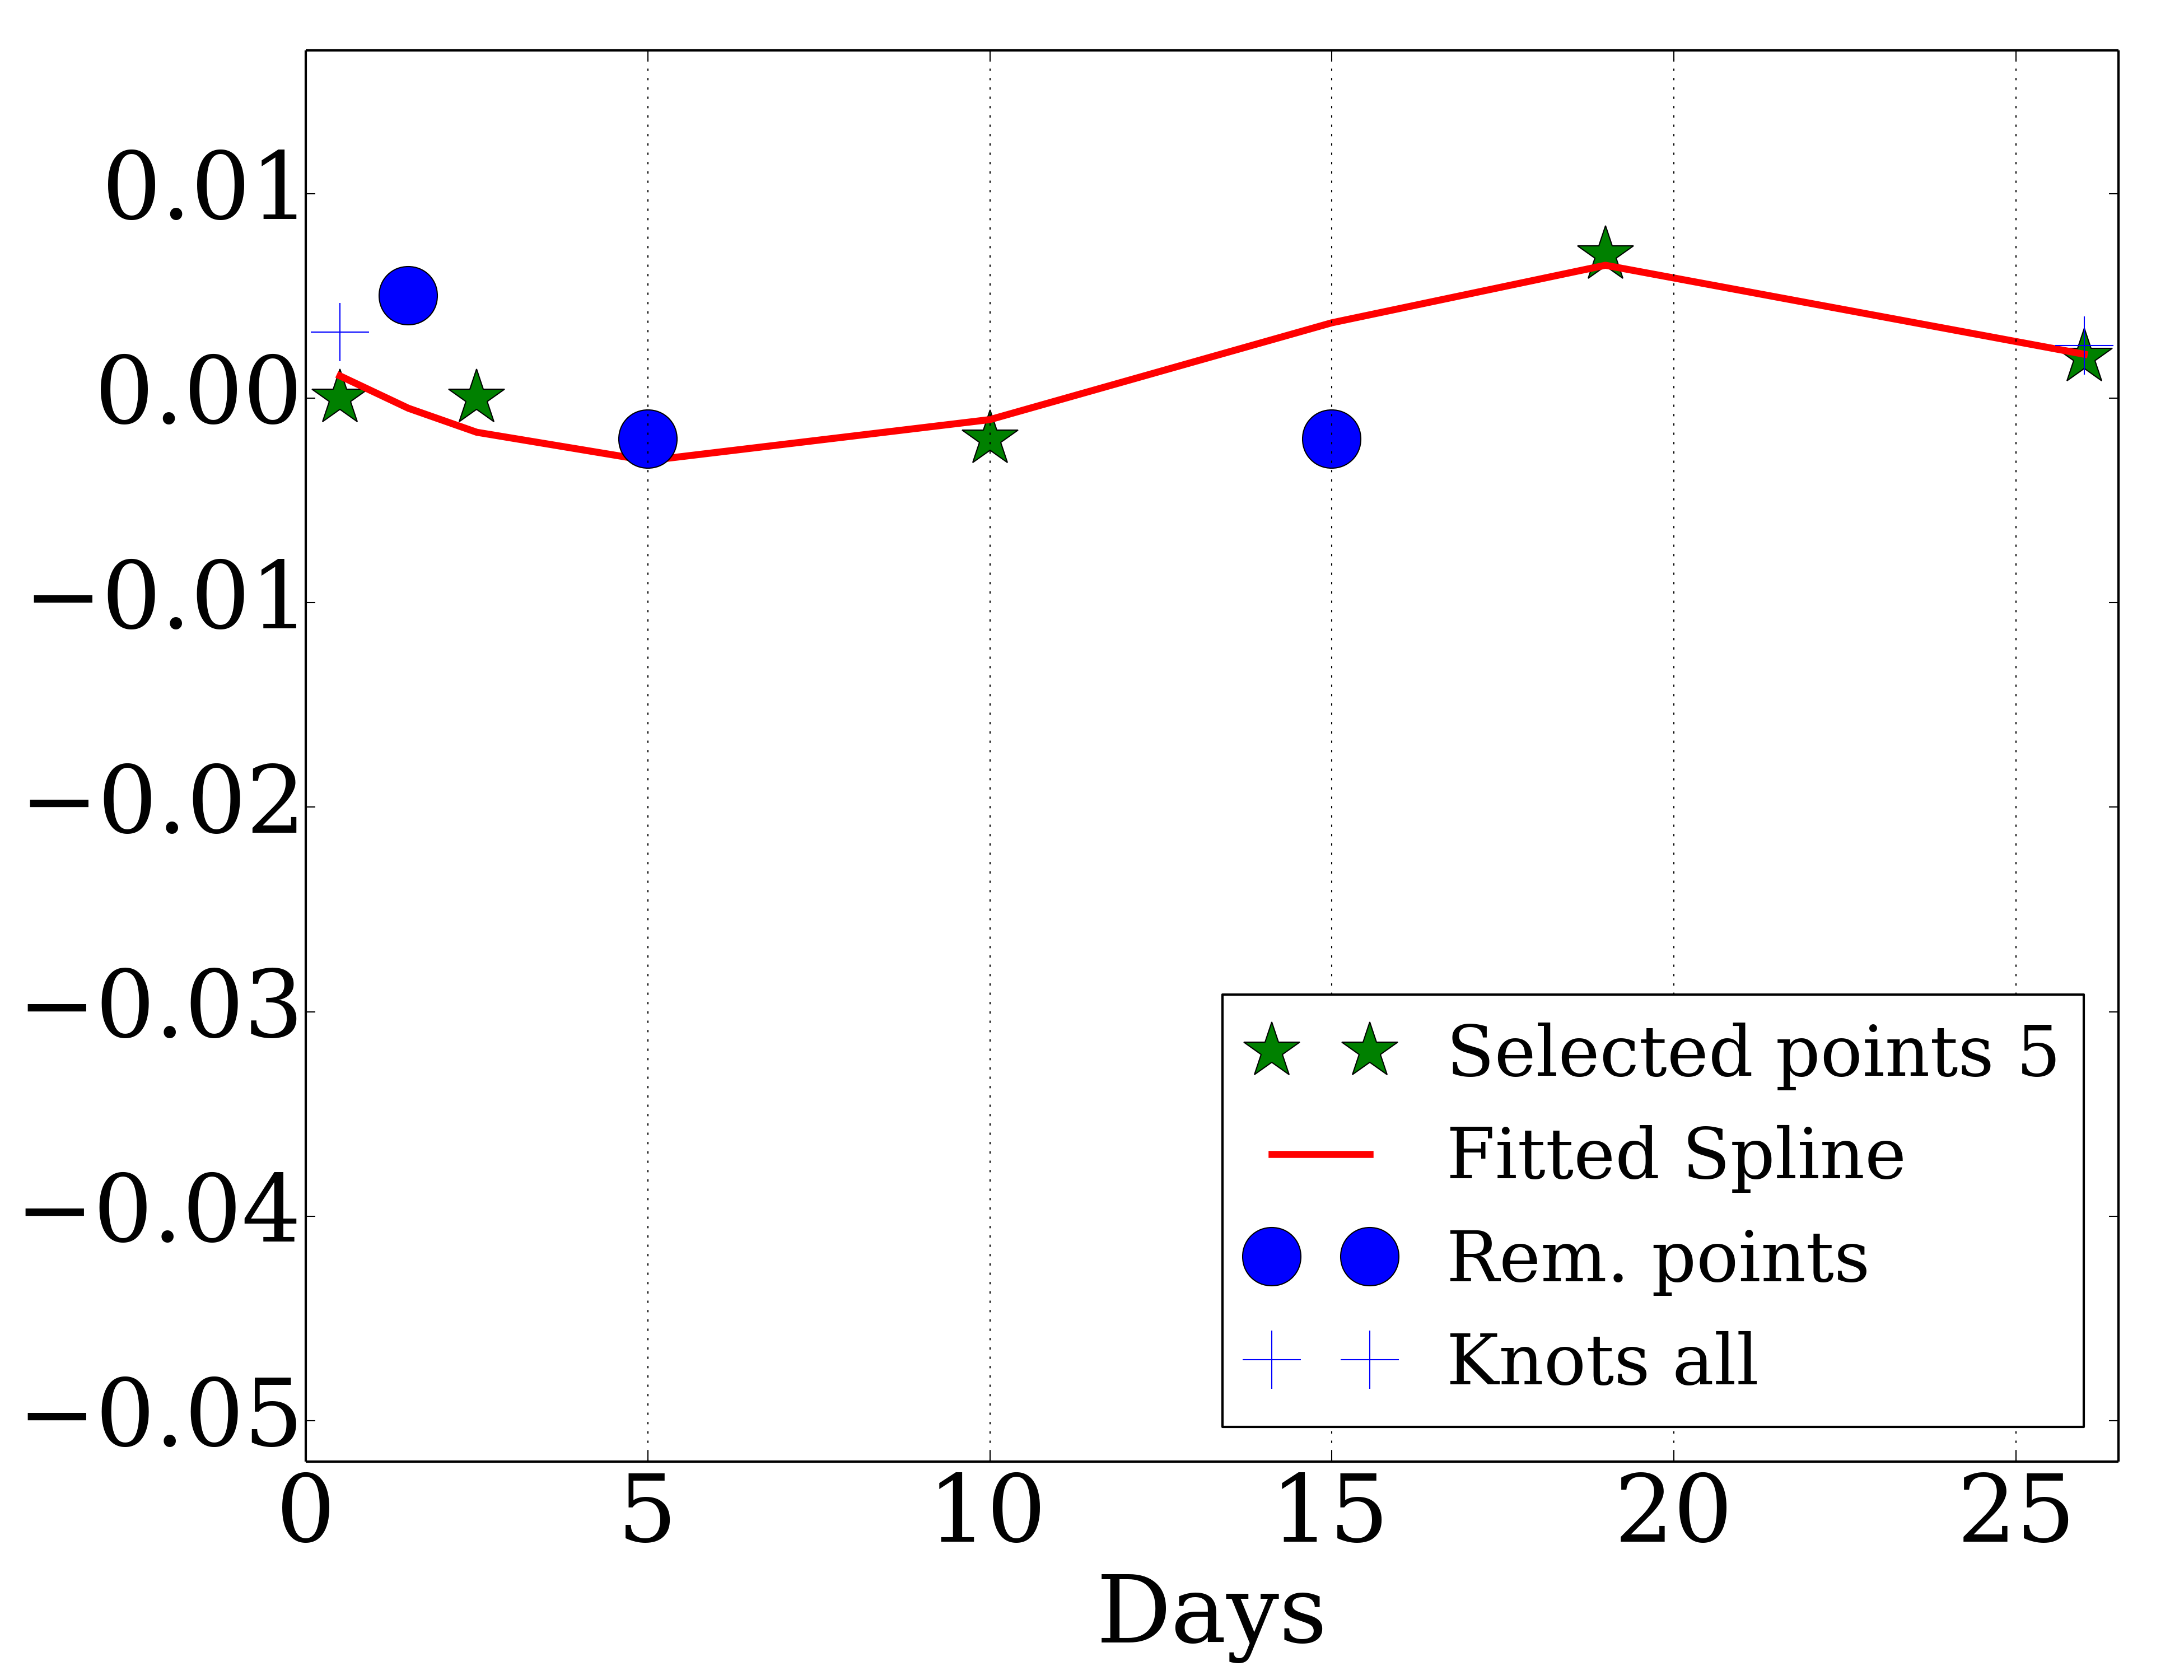 0.01
0.00
−0.01
−0.02
−0.03
−0.04
−0.05
Selected points 5
Fitted Spline
Rem. points
Knots all
0 5 10 15 20 25
Days